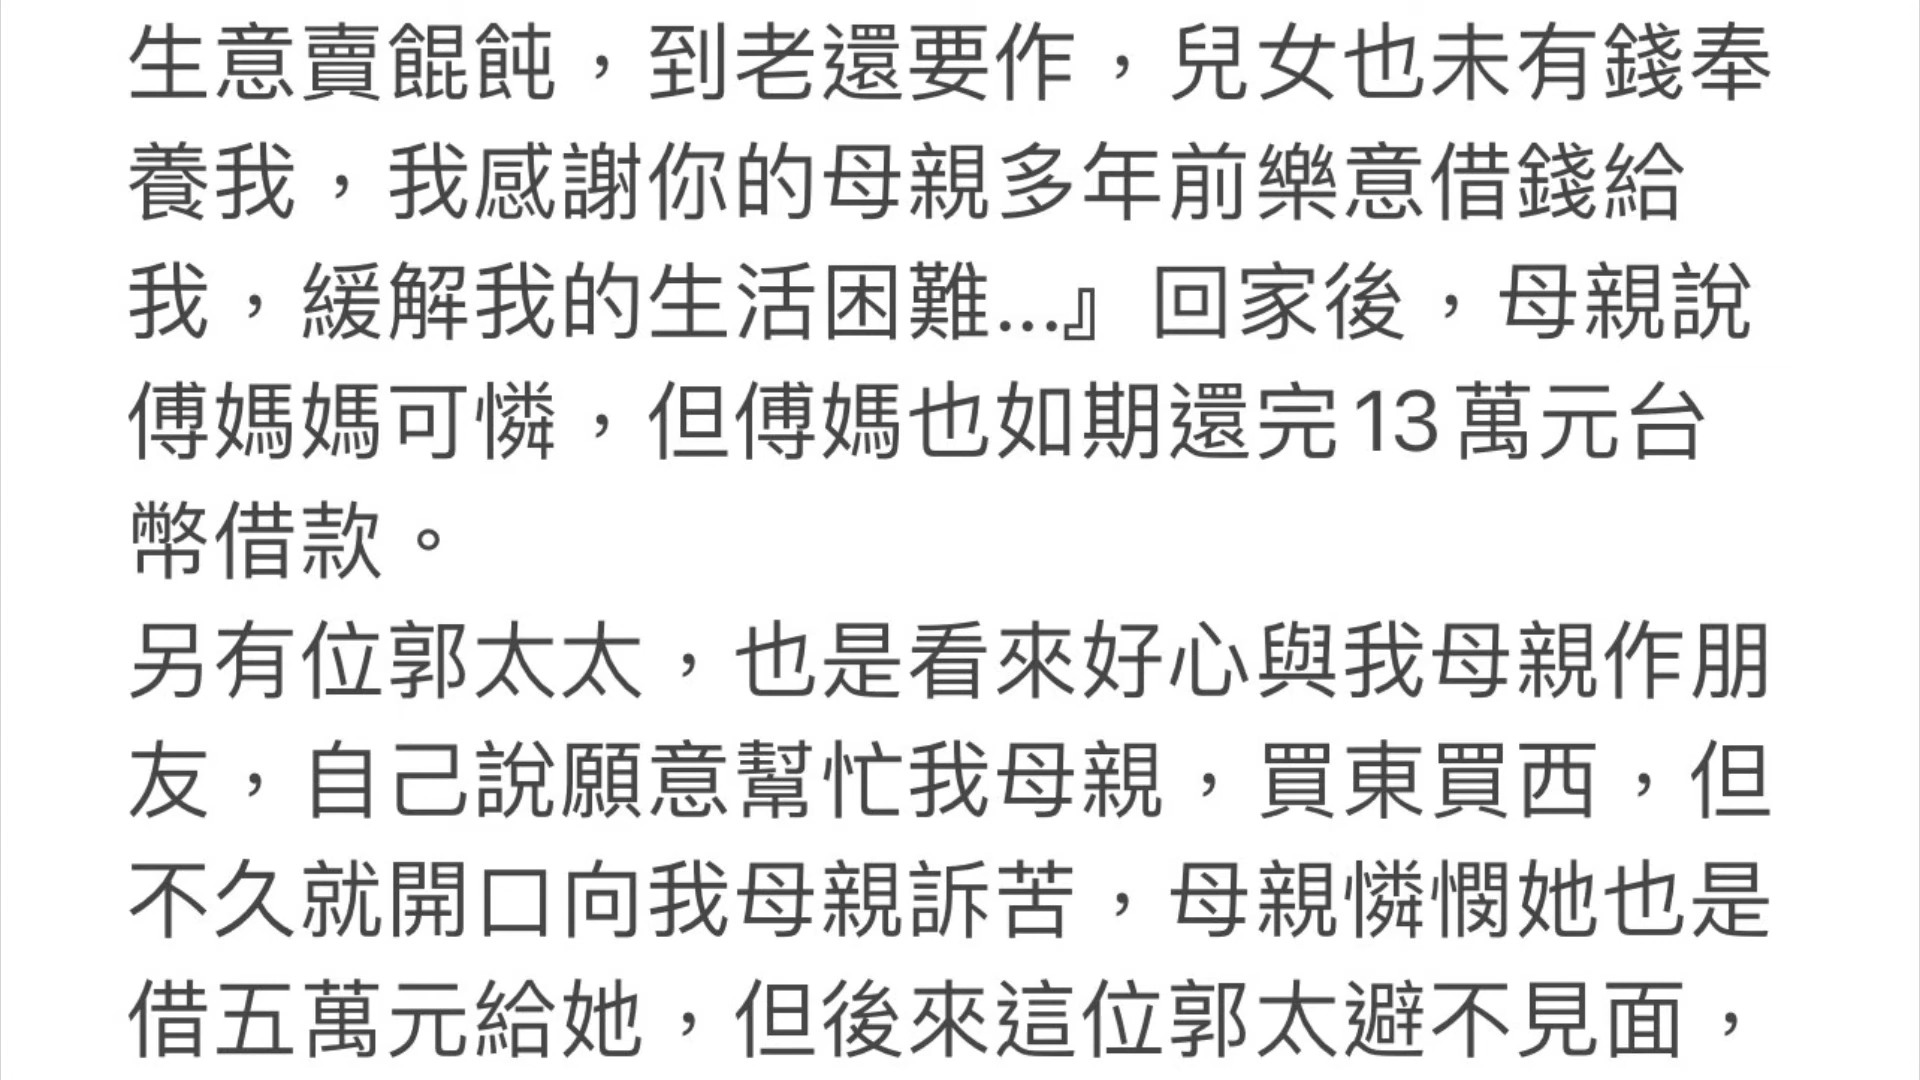 生意賣餛飩，到老還要作，兒女也未有錢奉
養我，我感謝你的母親多年前樂意借錢給
我，緩解我的生活困難...』回家後，母親說
傅媽媽可憐，但傅媽也如期還完13萬元台
幣借款。
另有位郭太太，也是看來好心與我母親作朋
友，自己說願意幫忙我母親，買東買西，但
不久就開口向我母親訴苦，母親憐憫她也是
借五萬元給她，但後來這位郭太避不見面，